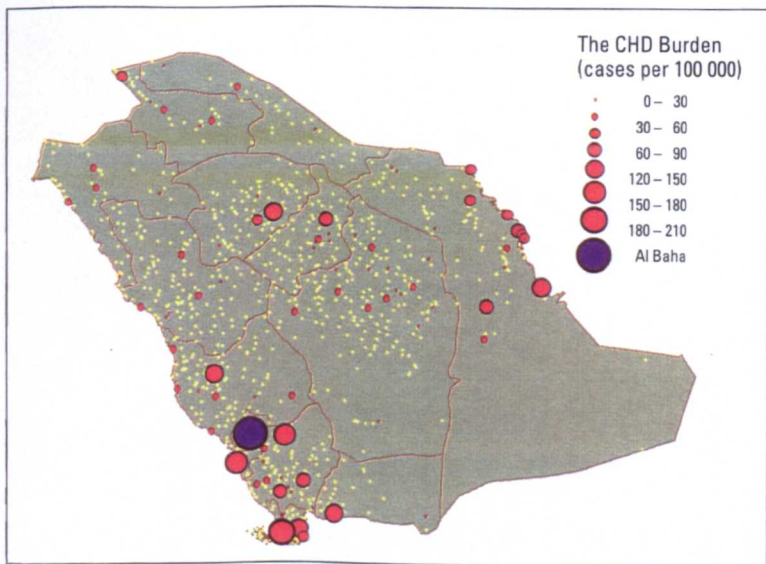 The CHD Burden
(cases per 100 000)
0 – 30
30 – 60
60 – 90
120 – 150
150 – 180
180 – 210
Al Baha